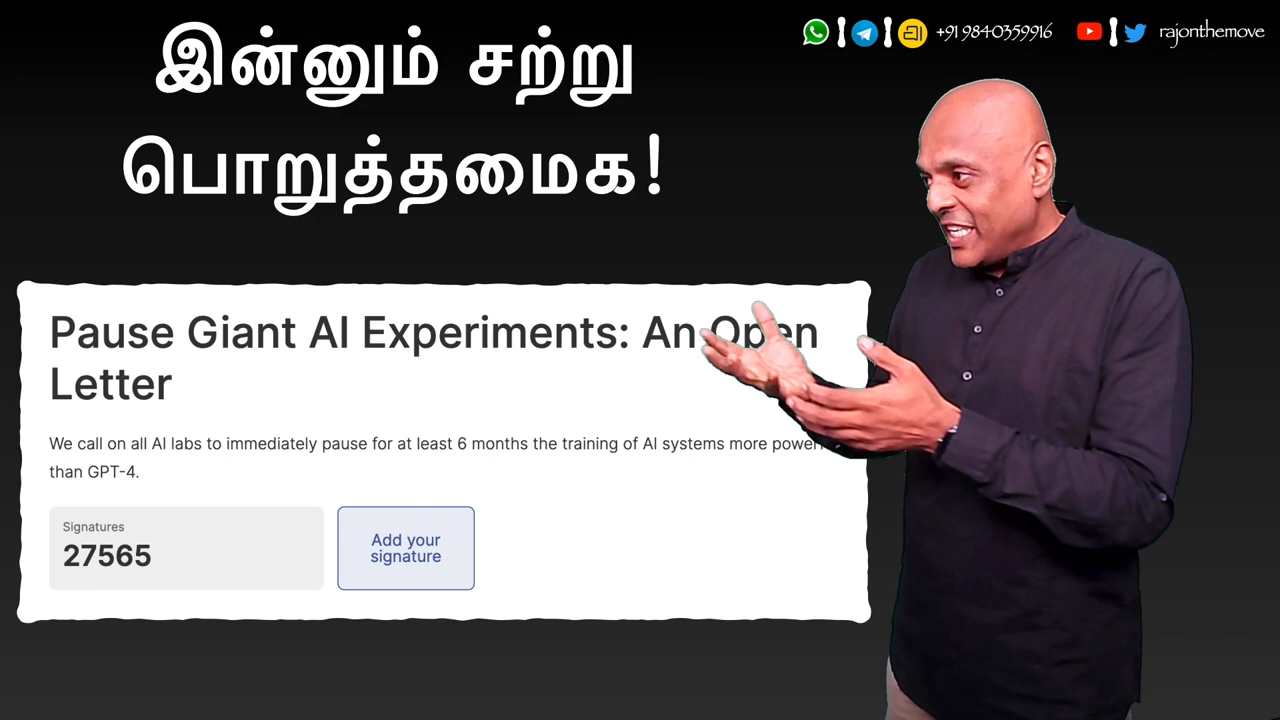 இன்னும் சற்று
பொறுத்தமைக!
+91 9840359916
rajonthemove
Pause Giant AI Experiments: An Open
Letter
We call on all AI labs to immediately pause for at least 6 months the training of AI systems more
than GPT-4.
Signatures
27565
Add your
signature